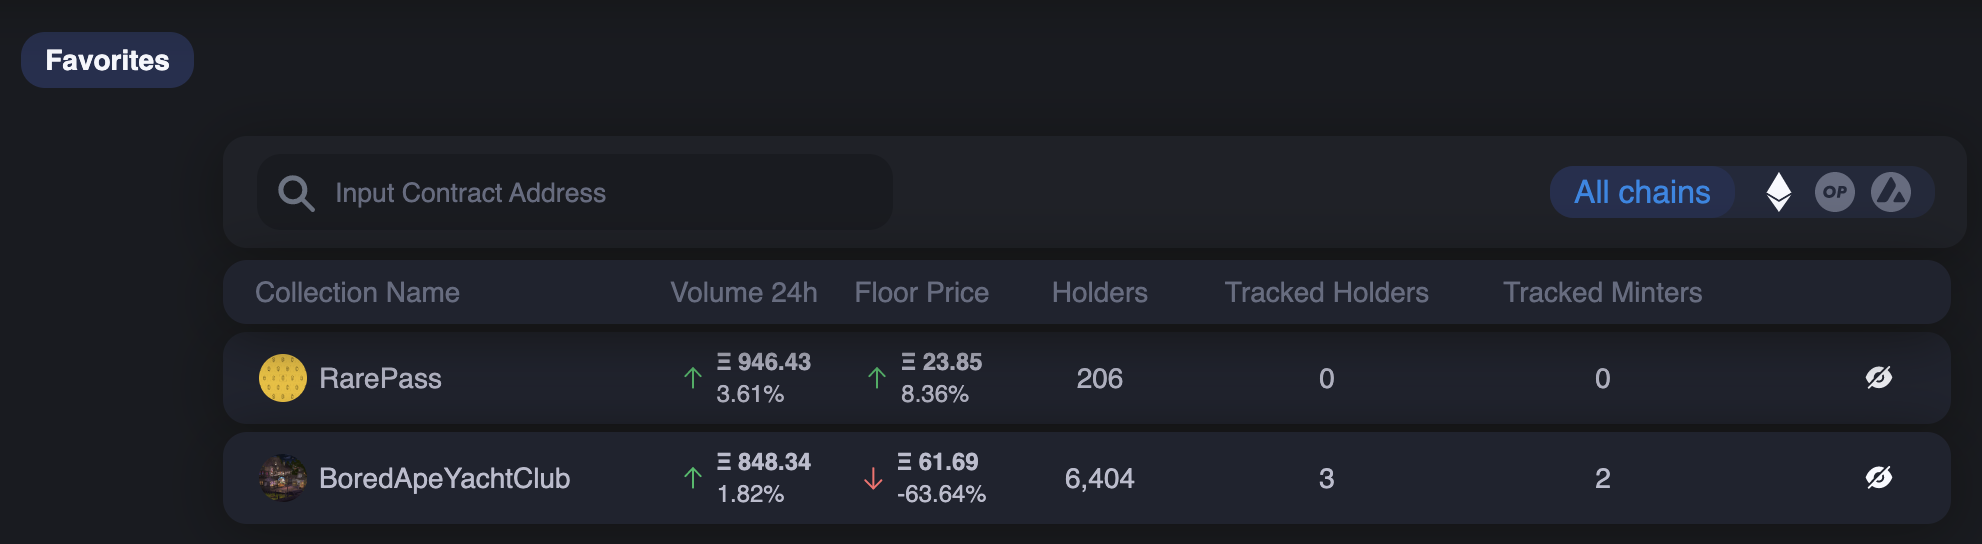 Favorites
Input Contract Address
All chains
OP
Collection Name Volume 24h Floor Price Holders Tracked Holders Tracked Minters
RarePass Ξ 946.43 3.61% Ξ 23.85 8.36% 206 0 0
BoredApeYachtClub Ξ 848.34 1.82% Ξ 61.69 -63.64% 6,404 3 2